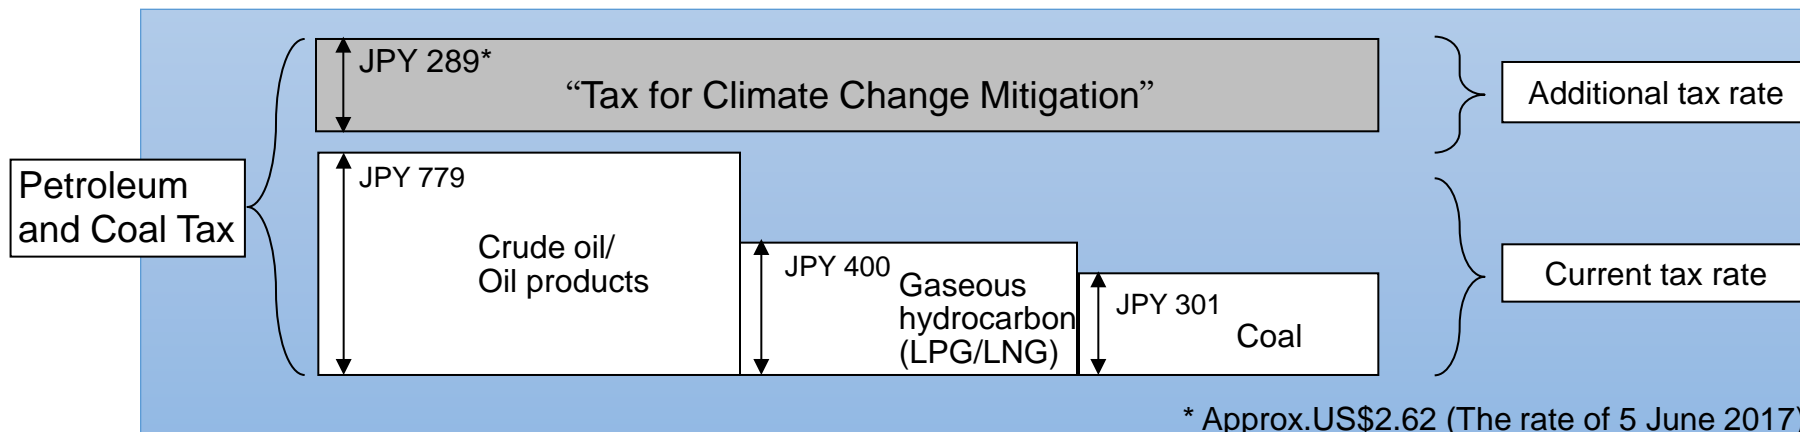 JPY 289*
“Tax for Climate Change Mitigation”
Additional tax rate
Petroleum
and Coal Tax
JPY 779
Crude oil/
Oil products
JPY 400
Gaseous
hydrocarbon
(LPG/LNG)
JPY 301
Coal
Current tax rate
* Approx.US$2.62 (The rate of 5 June 2017)